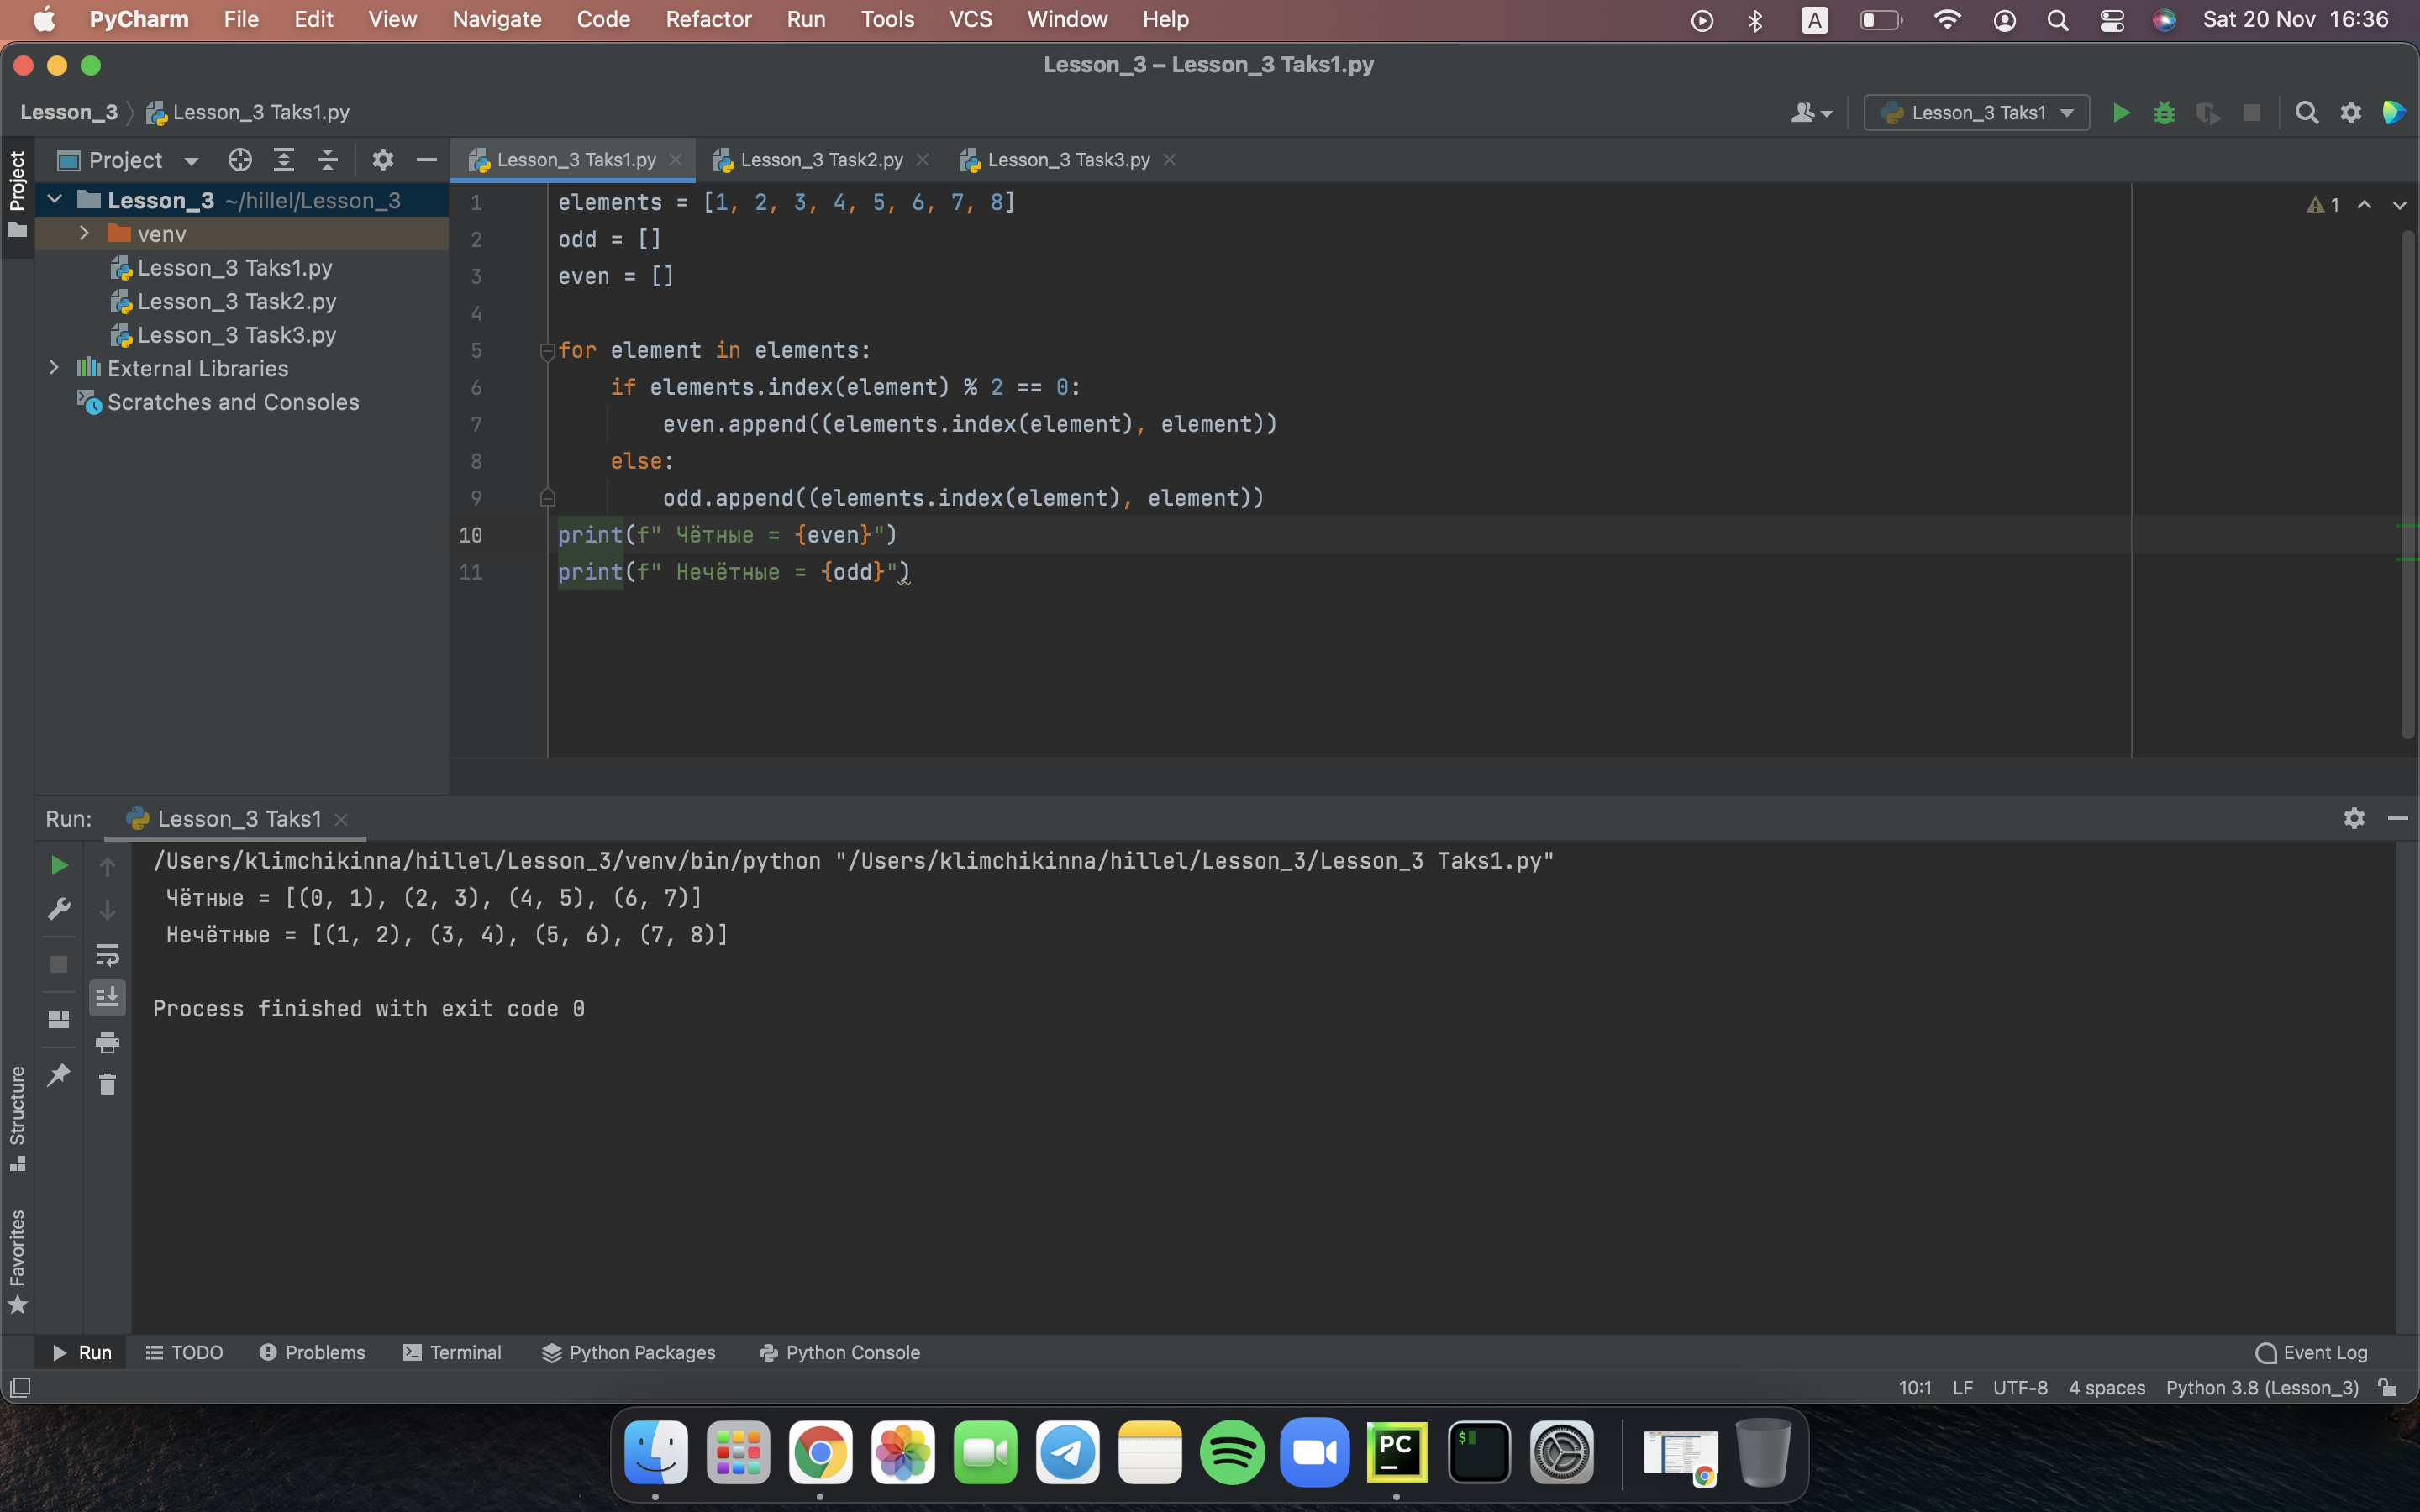 PyCharm File Edit View Navigate Code Refactor Run Tools VCS Window Help A Sat 20 Nov 16:36
Lesson_3 – Lesson_3 Taks1.py
Lesson_3 Lesson_3 Taks1.py Lesson_3 Taks1
Project
Project Lesson_3 Taks1.py Lesson_3 Task2.py Lesson_3 Task3.py
Lesson_3 ~/hillel/Lesson_3
venv
Lesson_3 Taks1.py
Lesson_3 Task2.py
Lesson_3 Task3.py
External Libraries
Scratches and Consoles
1 elements = [1, 2, 3, 4, 5, 6, 7, 8]
2 odd = []
3 even = []
4
5 for element in elements:
6     if elements.index(element) % 2 == 0:
7         even.append((elements.index(element), element))
8     else:
9         odd.append((elements.index(element), element))
10 print(f" Чётные = {even}")
11 print(f" Нечётные = {odd}")
1
Run: Lesson_3 Taks1
/Users/klimchikinna/hillel/Lesson_3/venv/bin/python "/Users/klimchikinna/hillel/Lesson_3/Lesson_3 Taks1.py"
 Чётные = [(0, 1), (2, 3), (4, 5), (6, 7)]
 Нечётные = [(1, 2), (3, 4), (5, 6), (7, 8)]
Process finished with exit code 0
Structure
Favorites
Run TODO Problems Terminal Python Packages Python Console Event Log
10:1 LF UTF-8 4 spaces Python 3.8 (Lesson_3)
PC $